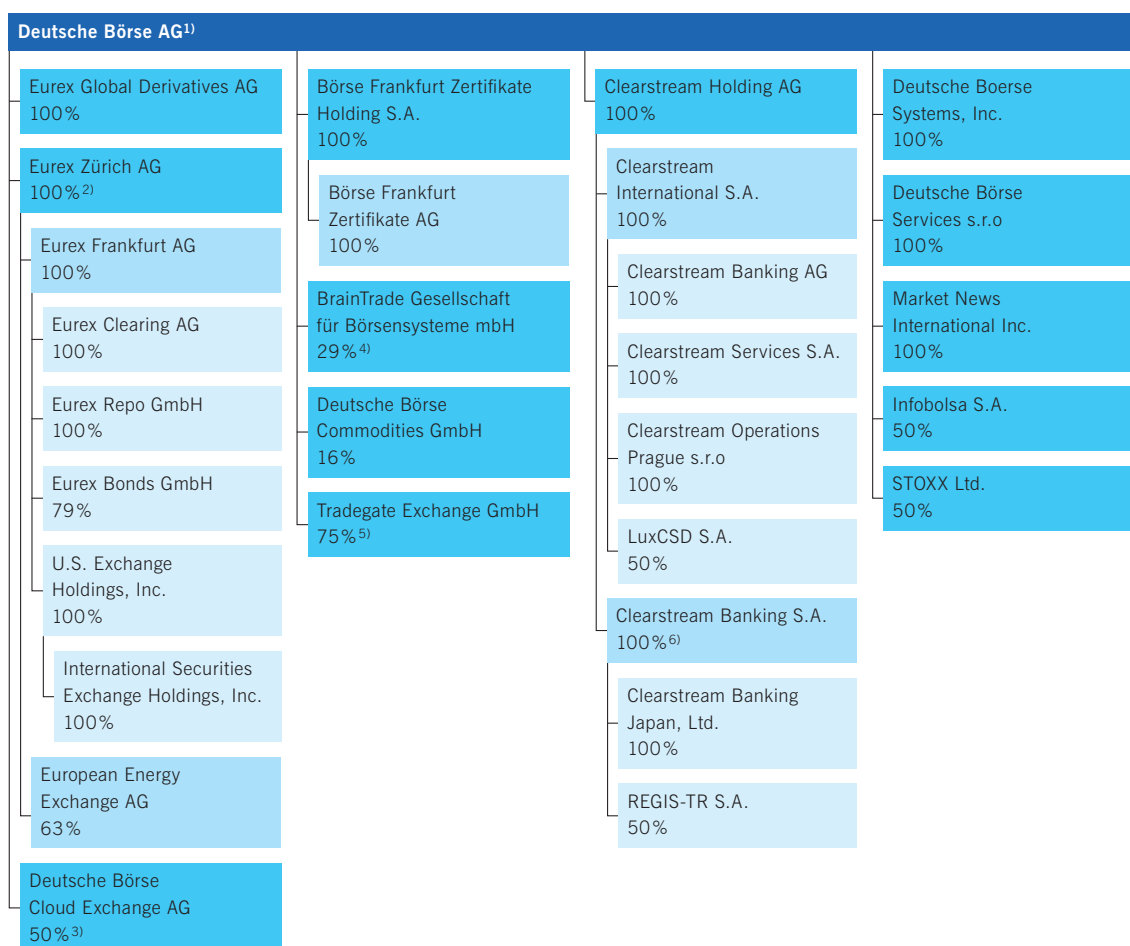 Deutsche Börse AG1)
Eurex Global Derivatives AG
100%
Eurex Zürich AG
100%2)
Eurex Frankfurt AG
100%
Eurex Clearing AG
100%
Eurex Repo GmbH
100%
Eurex Bonds GmbH
79%
U.S. Exchange
Holdings, Inc.
100%
International Securities
Exchange Holdings, Inc.
100%
European Energy
Exchange AG
63%
Deutsche Börse
Cloud Exchange AG
50%3)
Börse Frankfurt Zertifikate
Holding S.A.
100%
Börse Frankfurt
Zertifikate AG
100%
BrainTrade Gesellschaft
für Börsensysteme mbH
29%4)
Deutsche Börse
Commodities GmbH
16%
Tradegate Exchange GmbH
75%5)
Clearstream Holding AG
100%
Clearstream
International S.A.
100%
Clearstream Banking AG
100%
Clearstream Services S.A.
100%
Clearstream Operations
Prague s.r.o
100%
LuxCSD S.A.
50%
Clearstream Banking S.A.
100%6)
Clearstream Banking
Japan, Ltd.
100%
REGIS-TR S.A.
50%
Deutsche Boerse
Systems, Inc.
100%
Deutsche Börse
Services s.r.o
100%
Market News
International Inc.
100%
Infobolsa S.A.
50%
STOXX Ltd.
50%